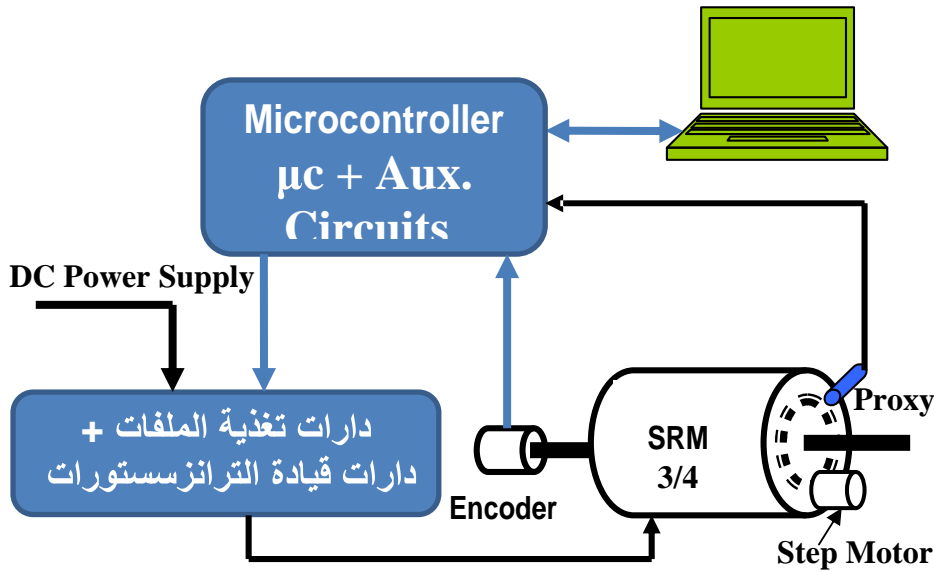 Microcontroller
μc + Aux.
Circuits
DC Power Supply
دارات تغذية الملفات +
دارات قيادة الترانزسستورات
Encoder
SRM
3/4
Proxy
Step Motor